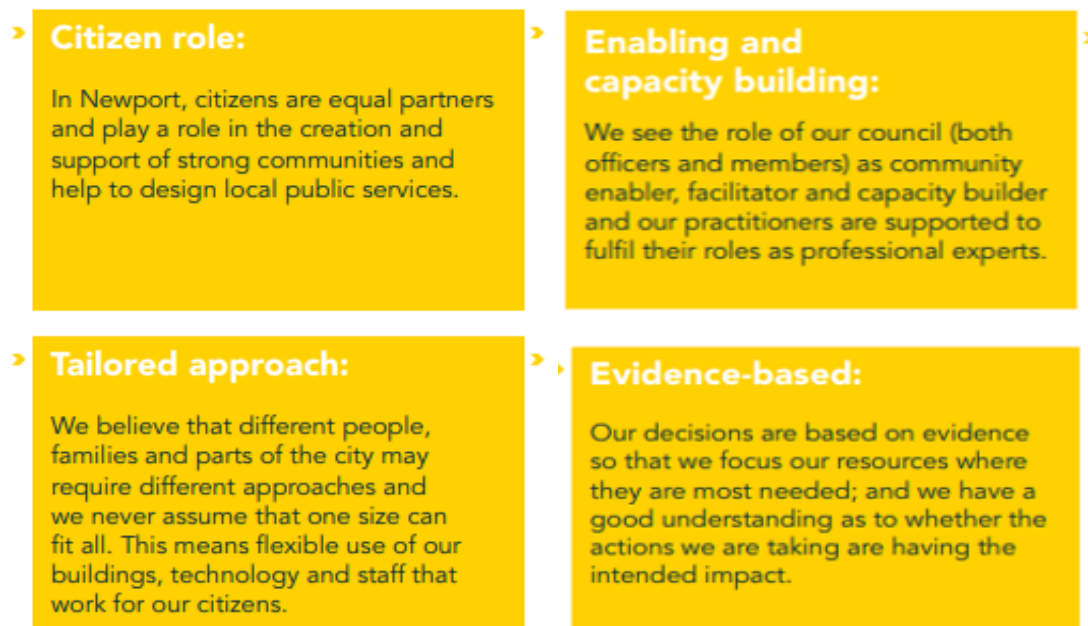 Citizen role:
In Newport, citizens are equal partners
and play a role in the creation and
support of strong communities and
help to design local public services.
Enabling and
capacity building:
We see the role of our council (both
officers and members) as community
enabler, facilitator and capacity builder
and our practitioners are supported to
fulfil their roles as professional experts.
Tailored approach:
We believe that different people,
families and parts of the city may
require different approaches and
we never assume that one size can
fit all. This means flexible use of our
buildings, technology and staff that
work for our citizens.
Evidence-based:
Our decisions are based on evidence
so that we focus our resources where
they are most needed; and we have a
good understanding as to whether the
actions we are taking are having the
intended impact.